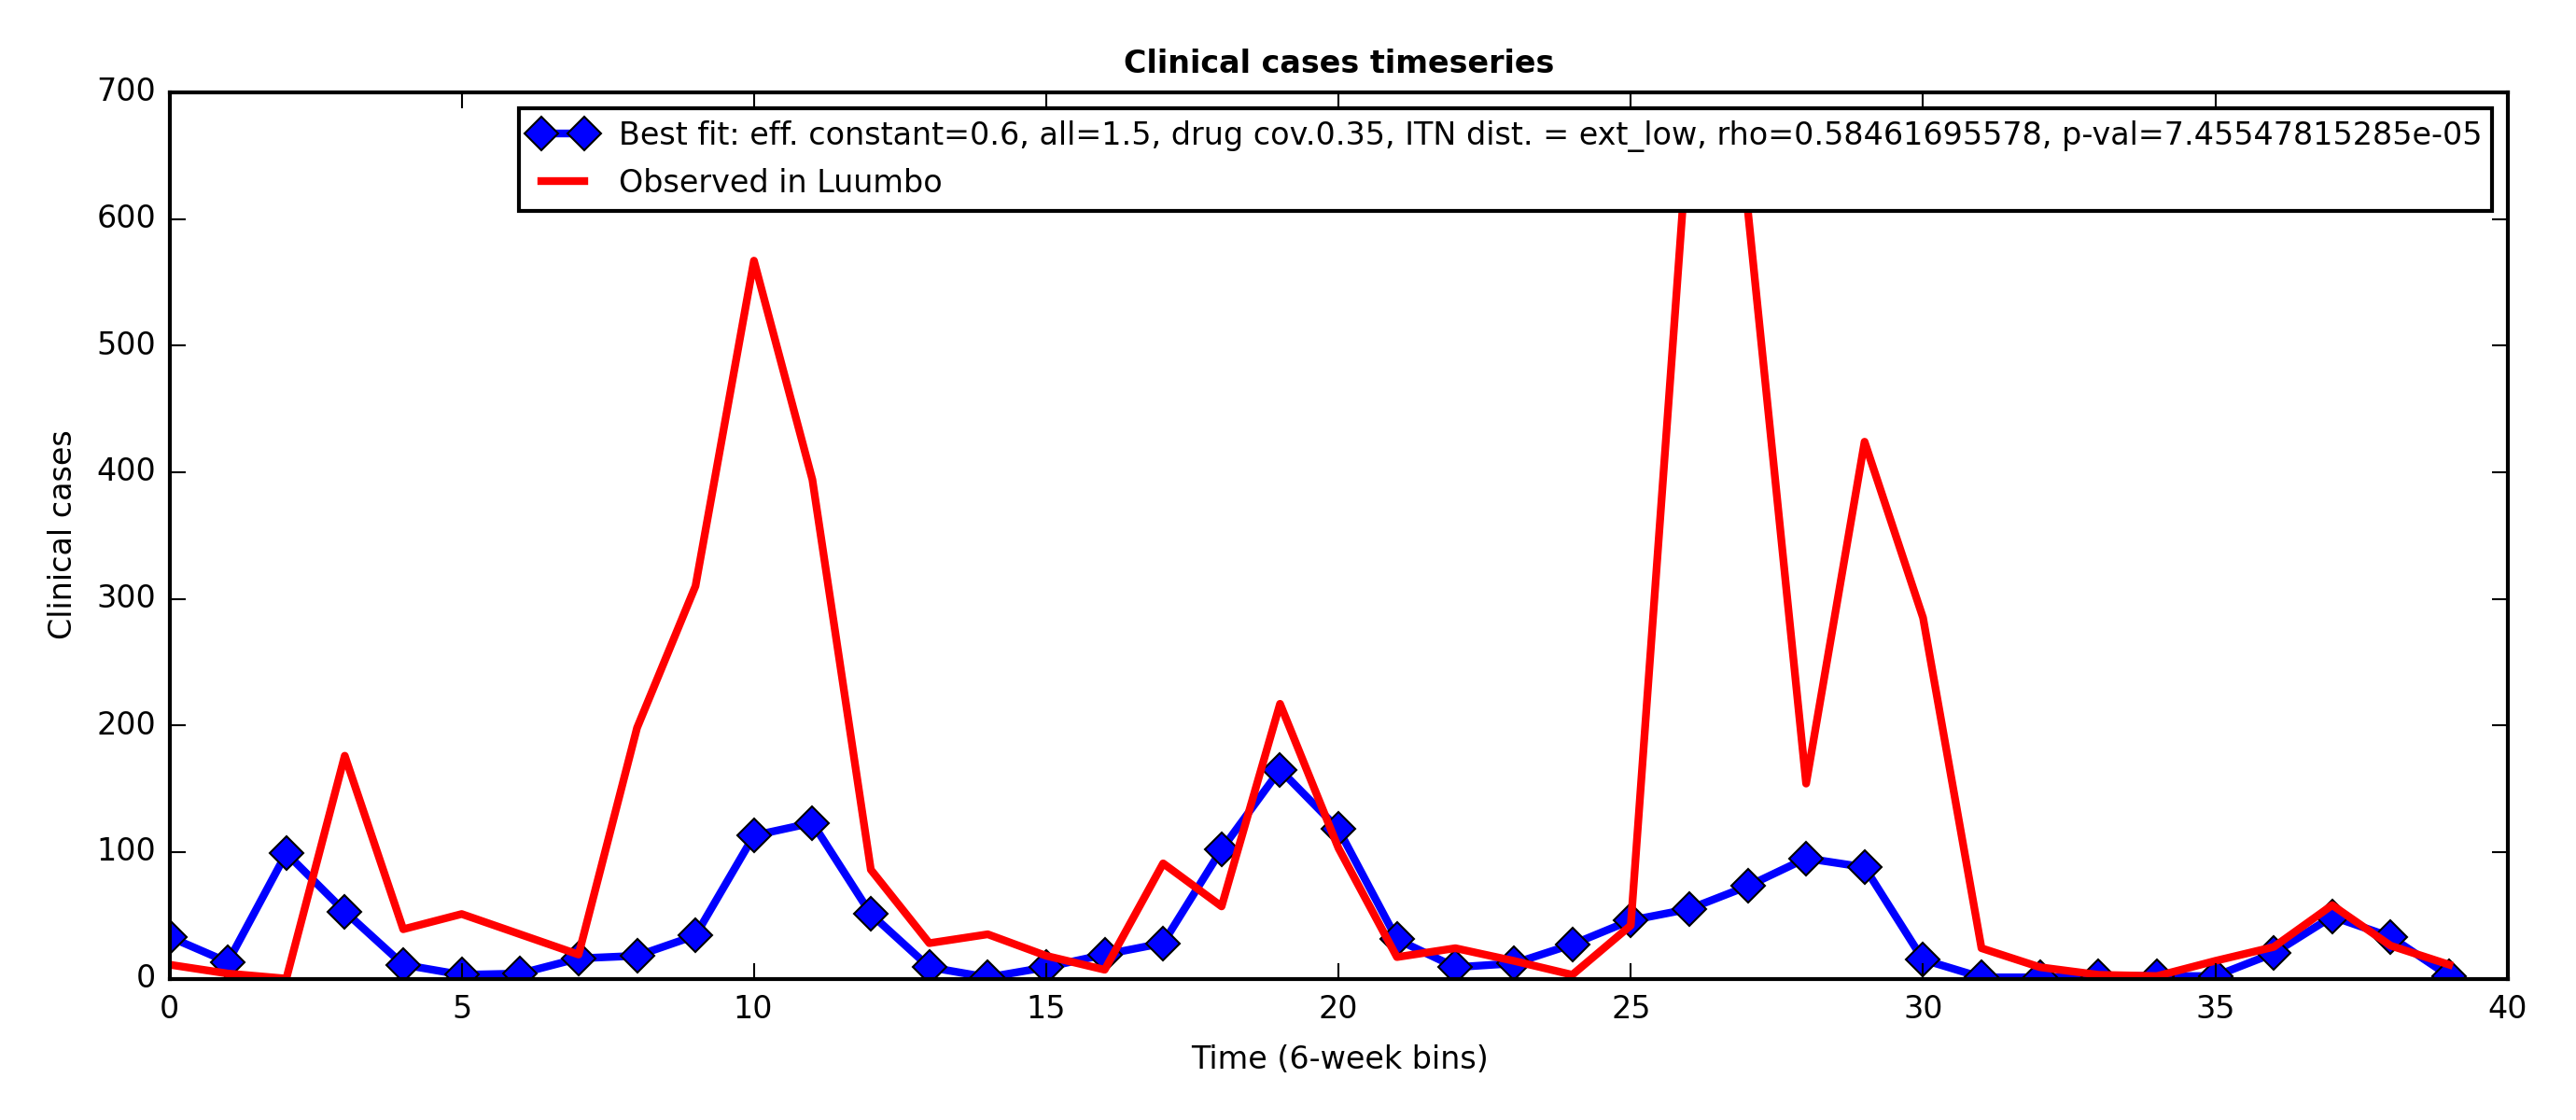 Clinical cases timeseries
700
600
500
400
300
200
100
0
Clinical cases
Best fit: eff. constant=0.6, all=1.5, drug cov.0.35, ITN dist. = ext_low, rho=0.58461695578, p-val=7.45547815285e-05
Observed in Luumbo
0 5 10 15 20 25 30 35 40
Time (6-week bins)